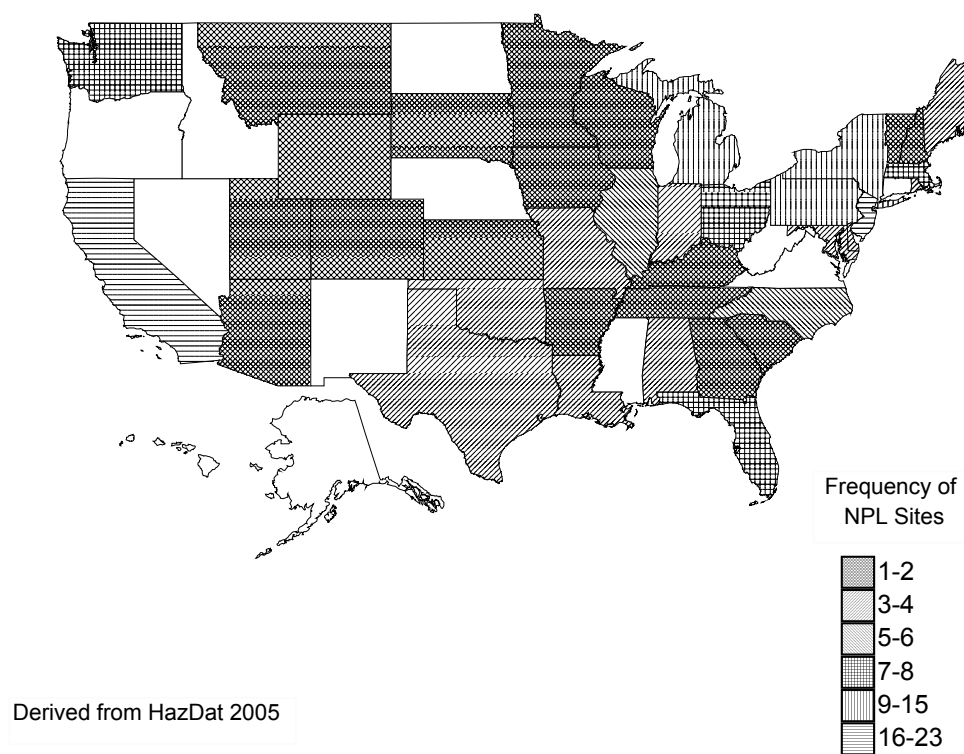 Frequency of
NPL Sites
1-2
3-4
5-6
7-8
9-15
16-23
Derived from HazDat 2005